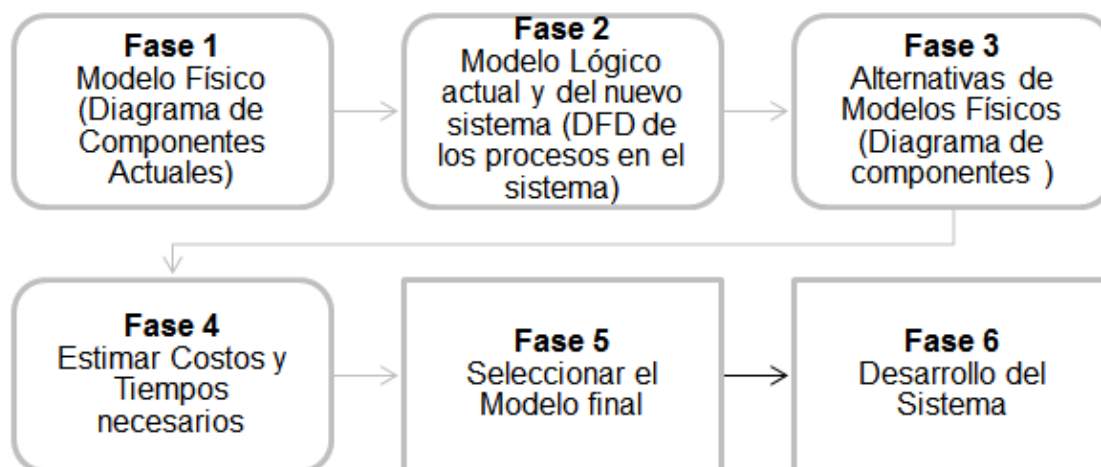 Fase 1
Modelo Físico
(Diagrama de
Componentes
Actuales)
Fase 2
Modelo Lógico
actual y del nuevo
sistema (DFD de
los procesos en el
sistema)
Fase 3
Alternativas de
Modelos Físicos
(Diagrama de
componentes )
Fase 4
Estimar Costos y
Tiempos
necesarios
Fase 5
Seleccionar el
Modelo final
Fase 6
Desarrollo del
Sistema